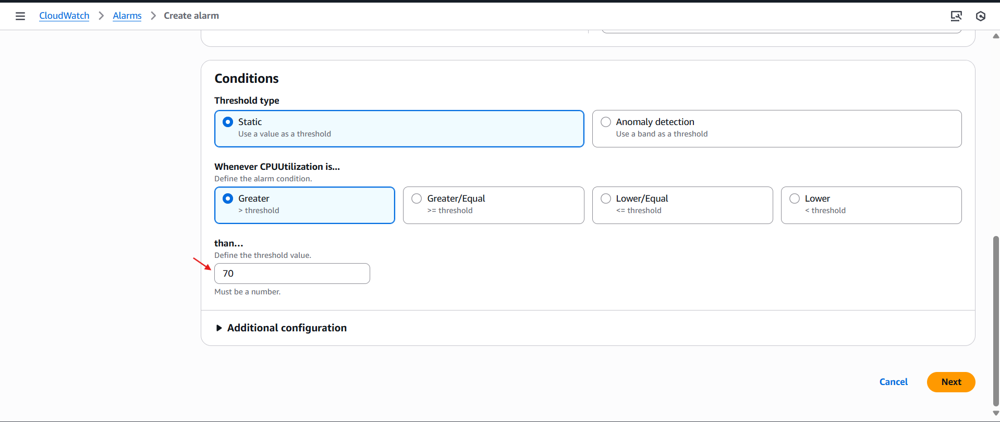 CloudWatch > Alarms > Create alarm
Conditions
Threshold type
Static
Use a value as a threshold
Anomaly detection
Use a band as a threshold
Whenever CPUUtilization is...
Define the alarm condition.
Greater
> threshold
Greater/Equal
>= threshold
Lower/Equal
<= threshold
Lower
< threshold
than...
Define the threshold value.
70
Must be a number.
Additional configuration
Cancel
Next